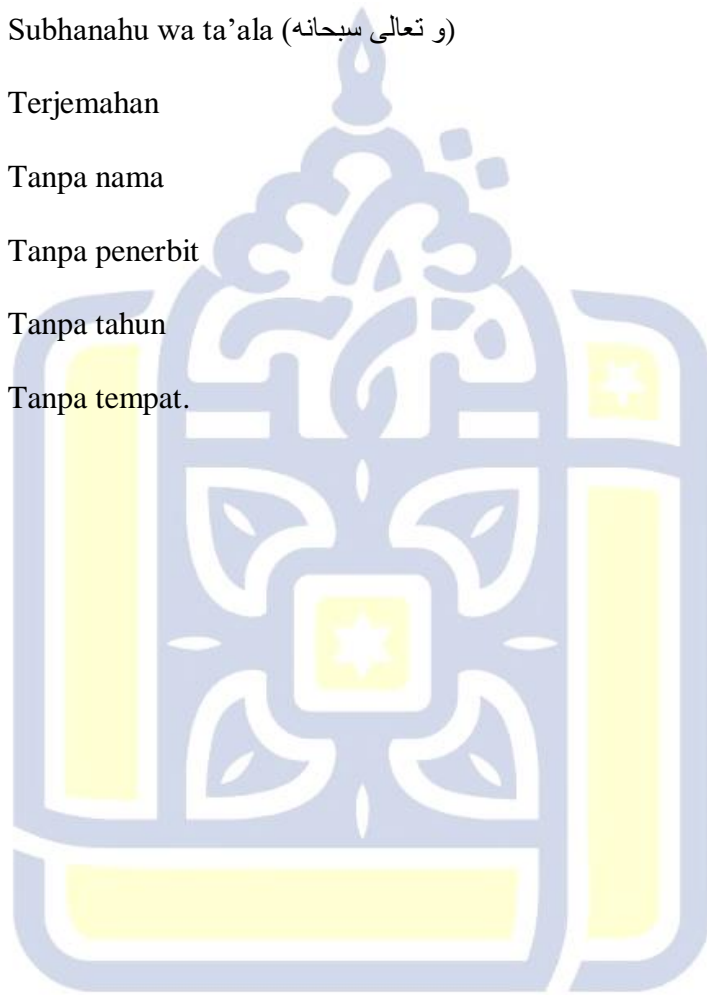 Subhanahu wa ta’ala (و تعالى سبحانه)
Terjemahan
Tanpa nama
Tanpa penerbit
Tanpa tahun
Tanpa tempat.